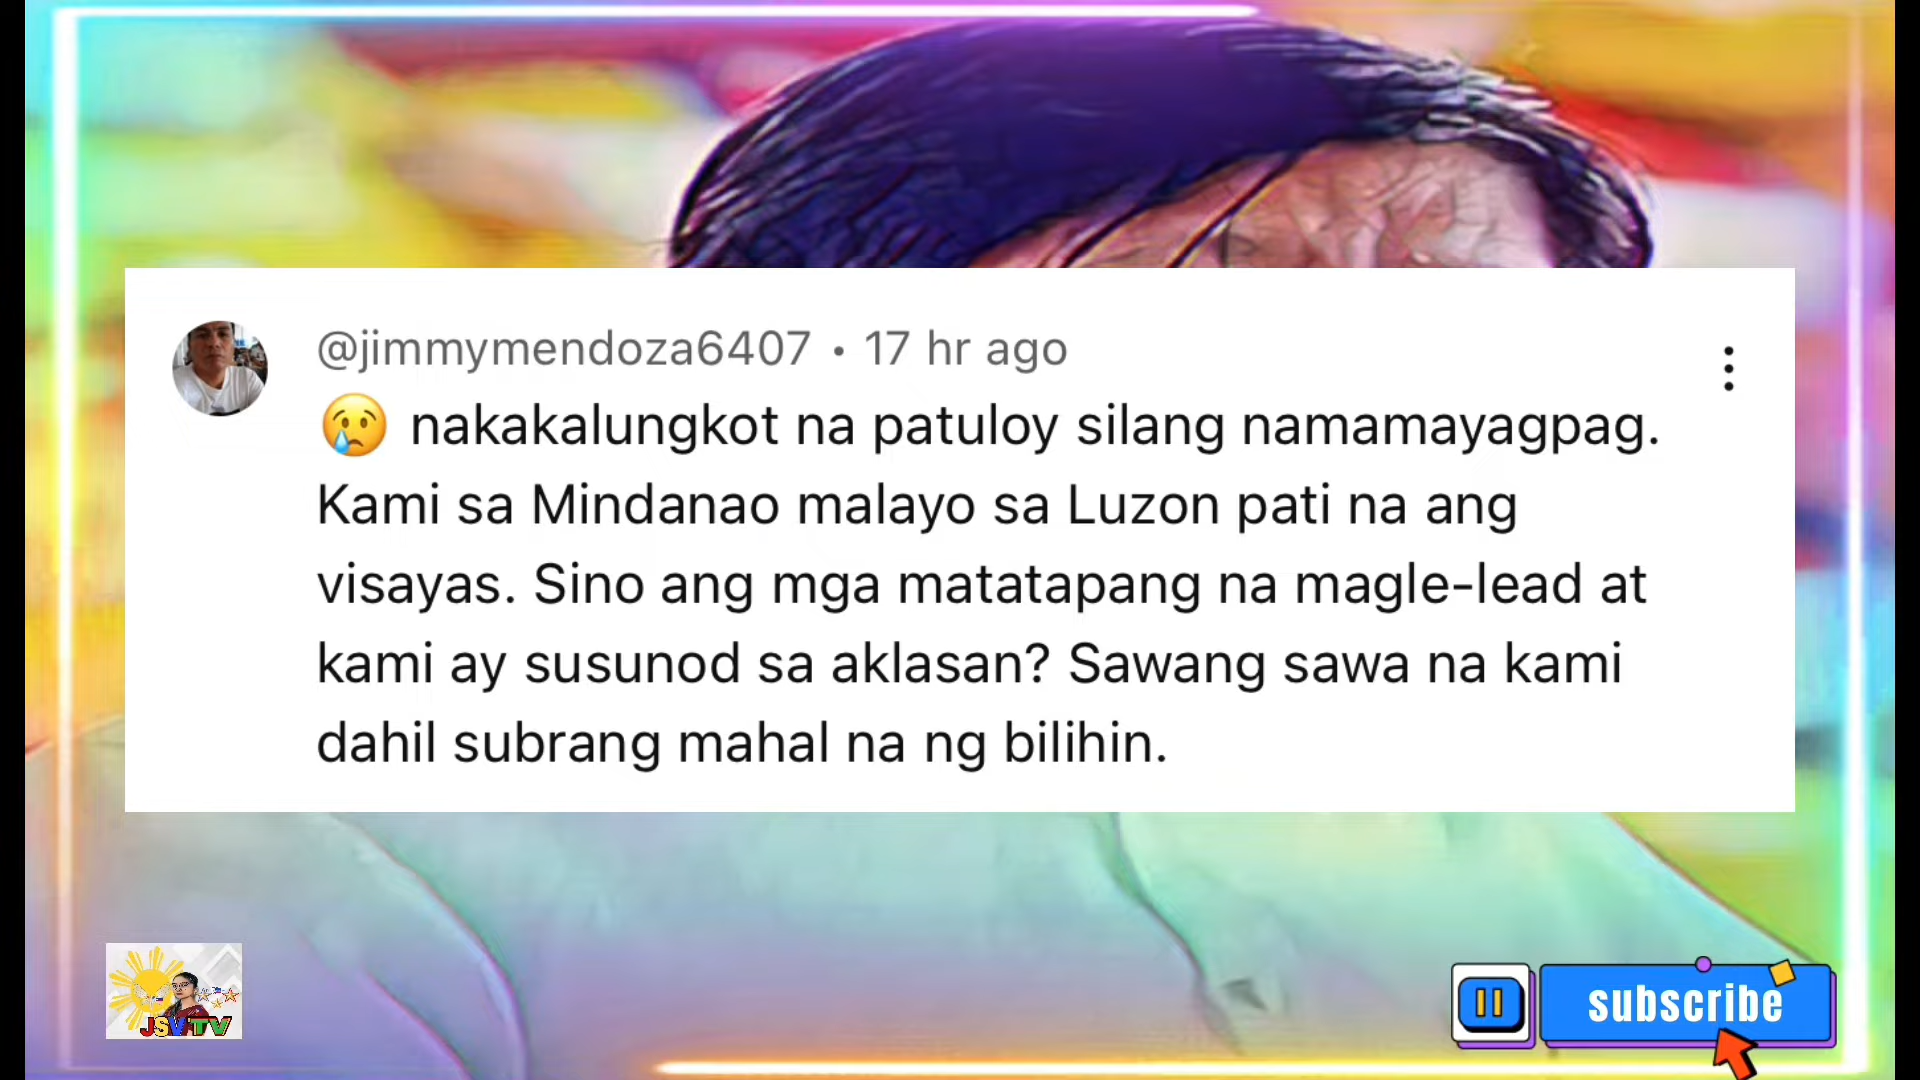 @jimmymendoza6407 • 17 hr ago
😢 nakakalungkot na patuloy silang namamayagpag.
Kami sa Mindanao malayo sa Luzon pati na ang
visayas. Sino ang mga matatapang na magle-lead at
kami ay susunod sa aklasan? Sawang sawa na kami
dahil subrang mahal na ng bilihin.
JSV TV
subscribe